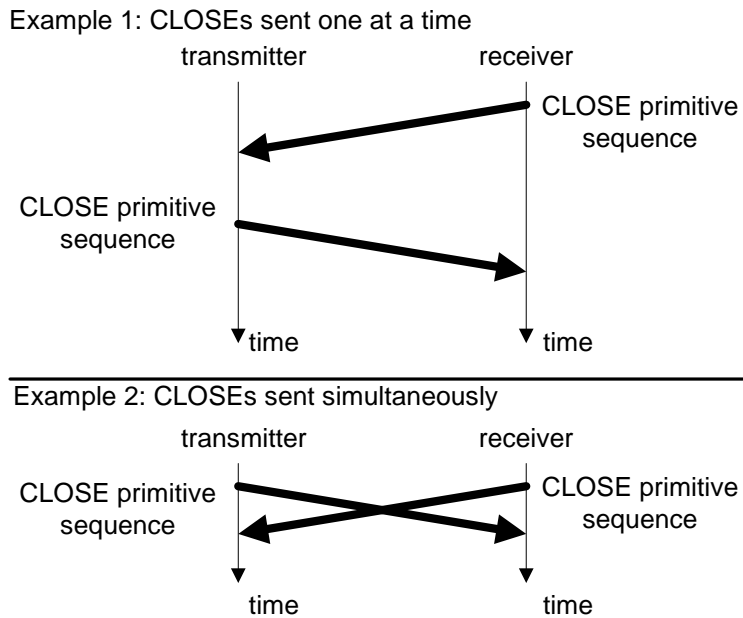 Example 1: CLOSEs sent one at a time
transmitter
receiver
CLOSE primitive
sequence
CLOSE primitive
sequence
time
time
Example 2: CLOSEs sent simultaneously
transmitter
receiver
CLOSE primitive
sequence
CLOSE primitive
sequence
time
time